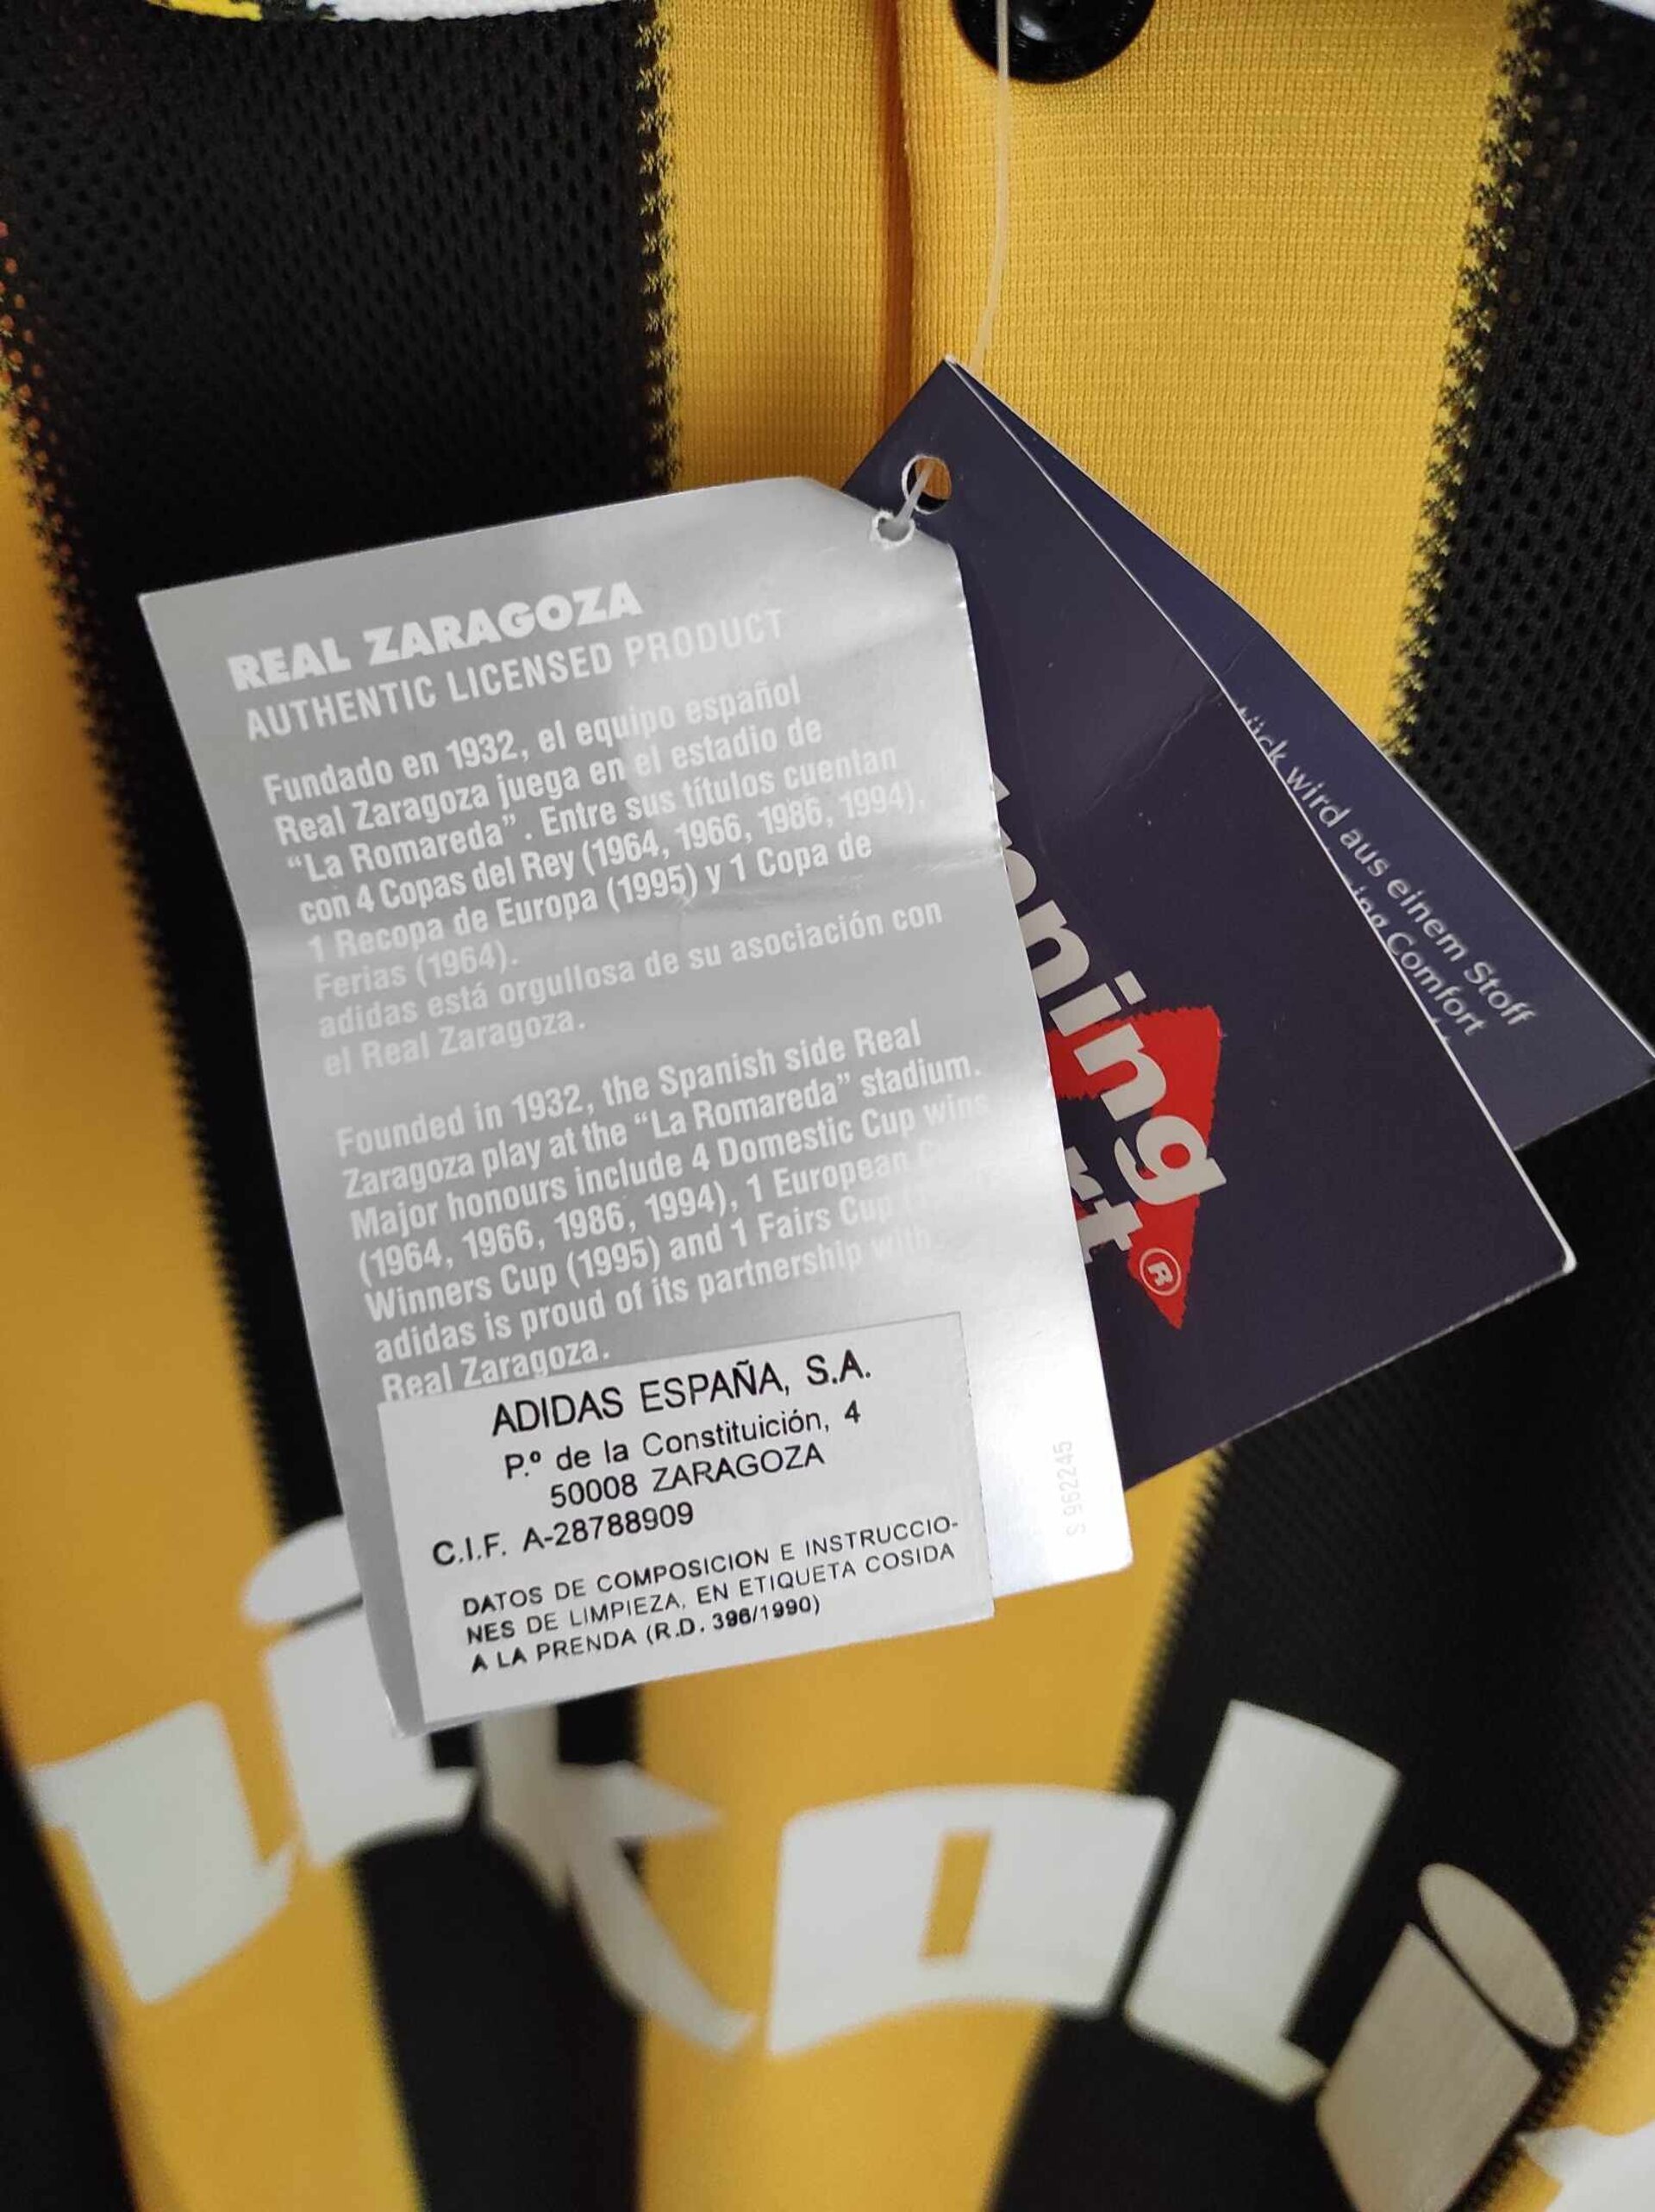 REAL ZARAGOZA
AUTHENTIC LICENSED PRODUCT
Fundado en 1932, el equipo español
Real Zaragoza juega en el estadio de
“La Romareda” . Entre sus títulos cuentan
con 4 Copas del Rey (1964, 1966, 1986, 1994),
1 Recopa de Europa (1995) y 1 Copa de
Ferias (1964).
adidas está orgullosa de su asociación con
el Real Zaragoza.
Founded in 1932, the Spanish side Real
Zaragoza play at the “La Romareda” stadium.
Major honours include 4 Domestic Cup wins
(1964, 1966, 1986, 1994), 1 European
Winners Cup (1995) and 1 Fairs Cup
adidas is proud of its partnership with
Real Zaragoza.
ADIDAS ESPAÑA, S.A.
P.º de la Constituición, 4
50008 ZARAGOZA
C.I.F. A-28788909
DATOS DE COMPOSICION E INSTRUCCIO-
NES DE LIMPIEZA, EN ETIQUETA COSIDA
A LA PRENDA (R.D. 396/1990)
S 962245
wird aus einem Stoff
Comfort
®